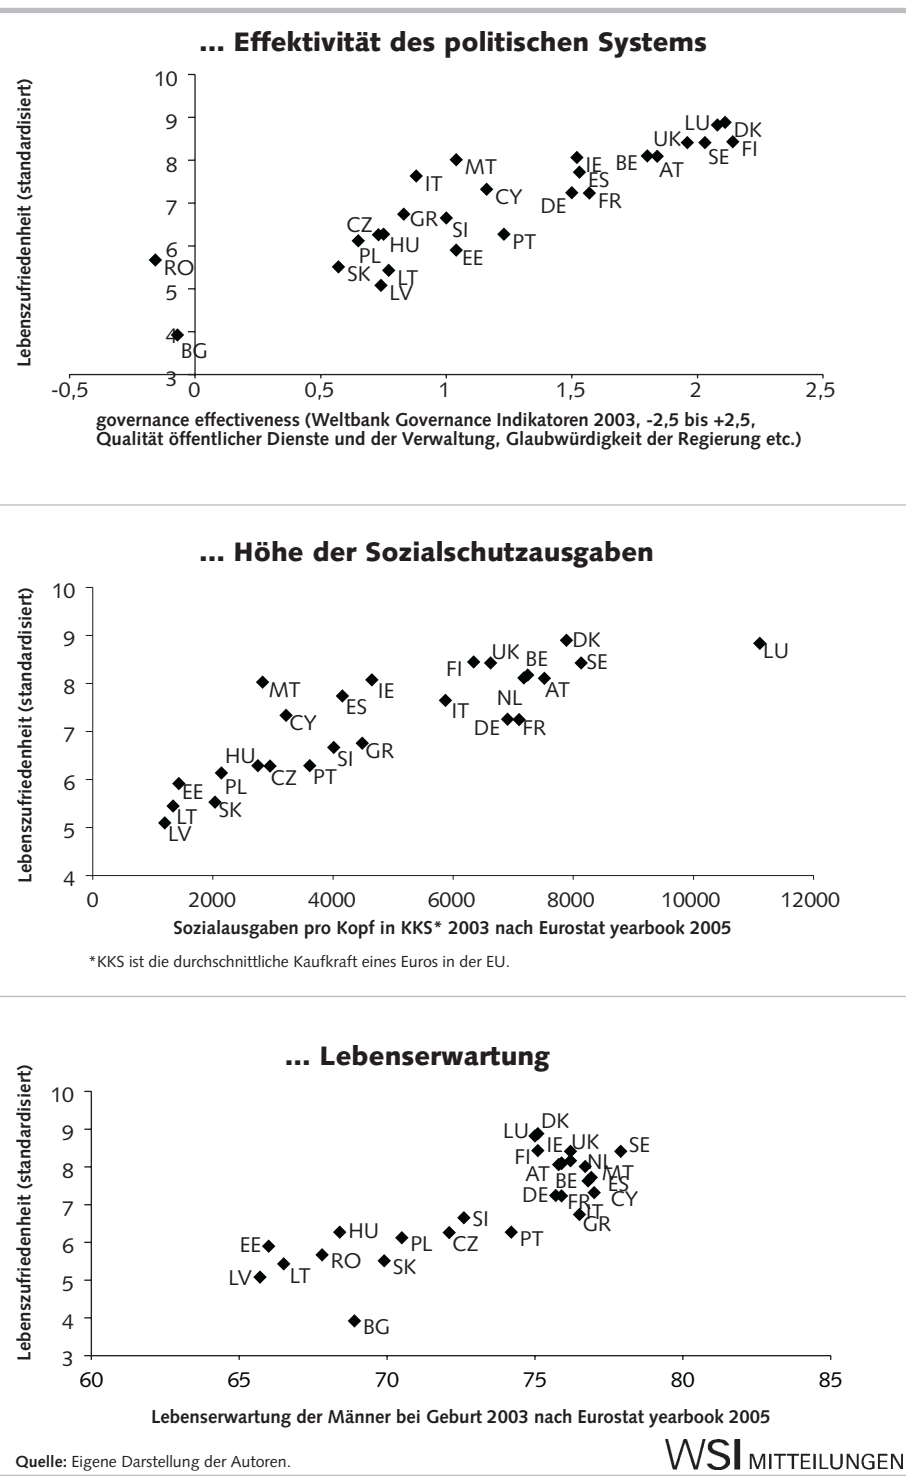 ... Effektivität des politischen Systems
Lebenszufriedenheit (standardisiert)
10
9
8
7
6
5
4
3
LU
DK
UK
SE
FI
BE
AT
IE
ES
DE
FR
MT
IT
CY
GR
SI
CZ
HU
PL
EE
PT
SK
LT
LV
RO
BG
-0,5 0 0,5 1 1,5 2 2,5
governance effectiveness (Weltbank Governance Indikatoren 2003, -2,5 bis +2,5,
Qualität öffentlicher Dienste und der Verwaltung, Glaubwürdigkeit der Regierung etc.)
... Höhe der Sozialschutzausgaben
Lebenszufriedenheit (standardisiert)
10
9
8
7
6
5
4
DK
LU
UK
FI
BE
SE
NL
AT
MT
IE
ES
CY
IT
DE
FR
GR
SI
HU
CZ
PT
PL
EE
SK
LT
LV
0 2000 4000 6000 8000 10000 12000
Sozialausgaben pro Kopf in KKS* 2003 nach Eurostat yearbook 2005
*KKS ist die durchschnittliche Kaufkraft eines Euros in der EU.
... Lebenserwartung
Lebenszufriedenheit (standardisiert)
10
9
8
7
6
5
4
3
DK
LU
IE
UK
SE
FI
NL
AT
BE
MT
ES
DE
FR
CY
IT
GR
SI
HU
PT
EE
PL
CZ
RO
SK
LV
LT
BG
60 65 70 75 80 85
Lebenserwartung der Männer bei Geburt 2003 nach Eurostat yearbook 2005
Quelle: Eigene Darstellung der Autoren.
WSI MITTEILUNGEN